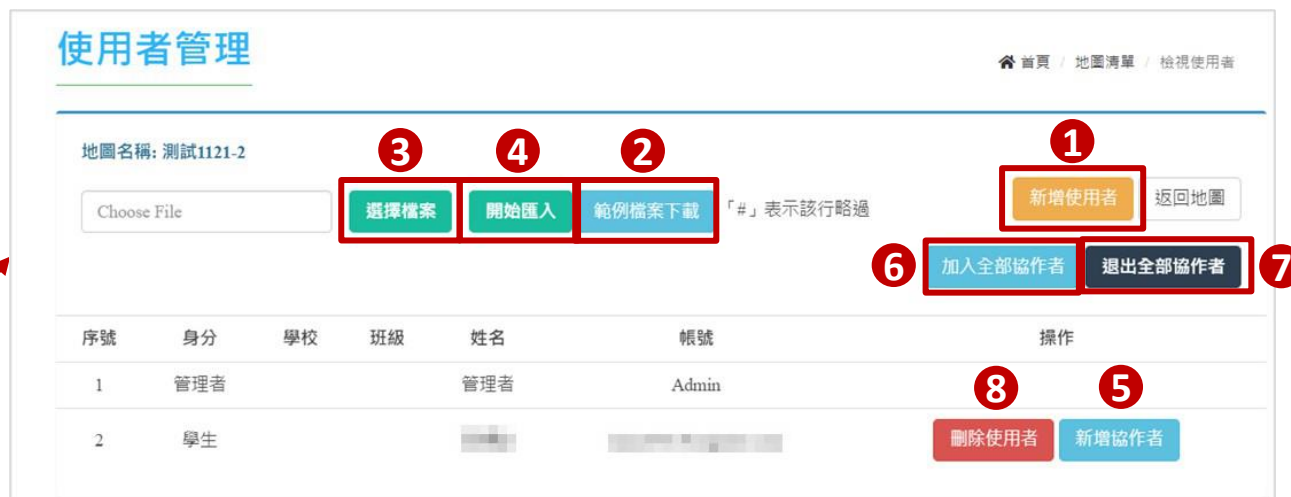 使用者管理
首頁 / 地圖清單 / 檢視使用者
地圖名稱: 測試1121-2
3 4 2 1
Choose File 選擇檔案 開始匯入 範例檔案下載 「#」表示該行略過 新增使用者 返回地圖
6 加入全部協作者 退出全部協作者 7
序號 身分 學校 班級 姓名 帳號 操作
1 管理者 管理者 Admin
8 5
2 學生 刪除使用者 新增協作者